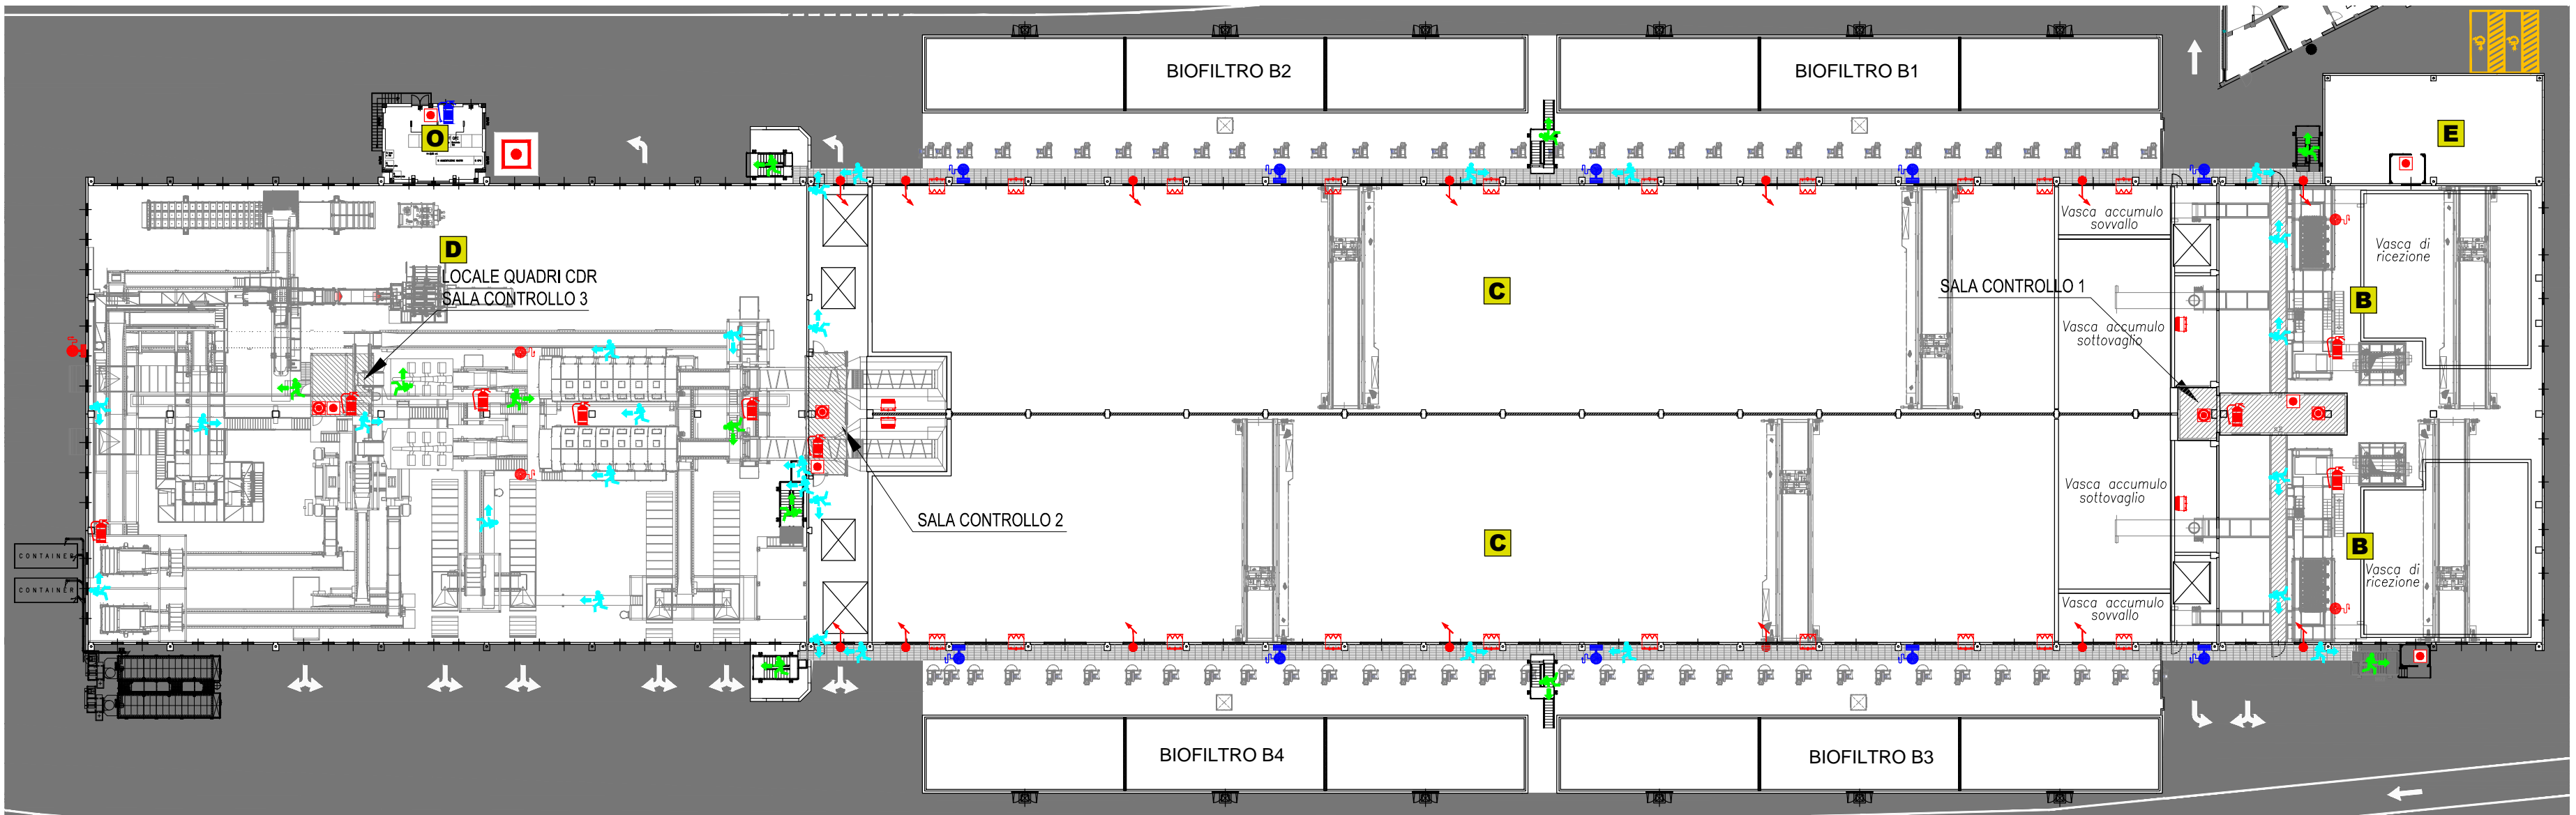 BIOFILTRO B2
BIOFILTRO B1
O
E
D
LOCALE QUADRI CDR
SALA CONTROLLO 3
Vasca accumulo
sovvallo
Vasca di
ricezione
C
SALA CONTROLLO 1
B
Vasca accumulo
sottovaglio
Vasca accumulo
sottovaglio
SALA CONTROLLO 2
C
B
CONTAINER
CONTAINER
Vasca di
ricezione
Vasca accumulo
sovvallo
BIOFILTRO B4
BIOFILTRO B3